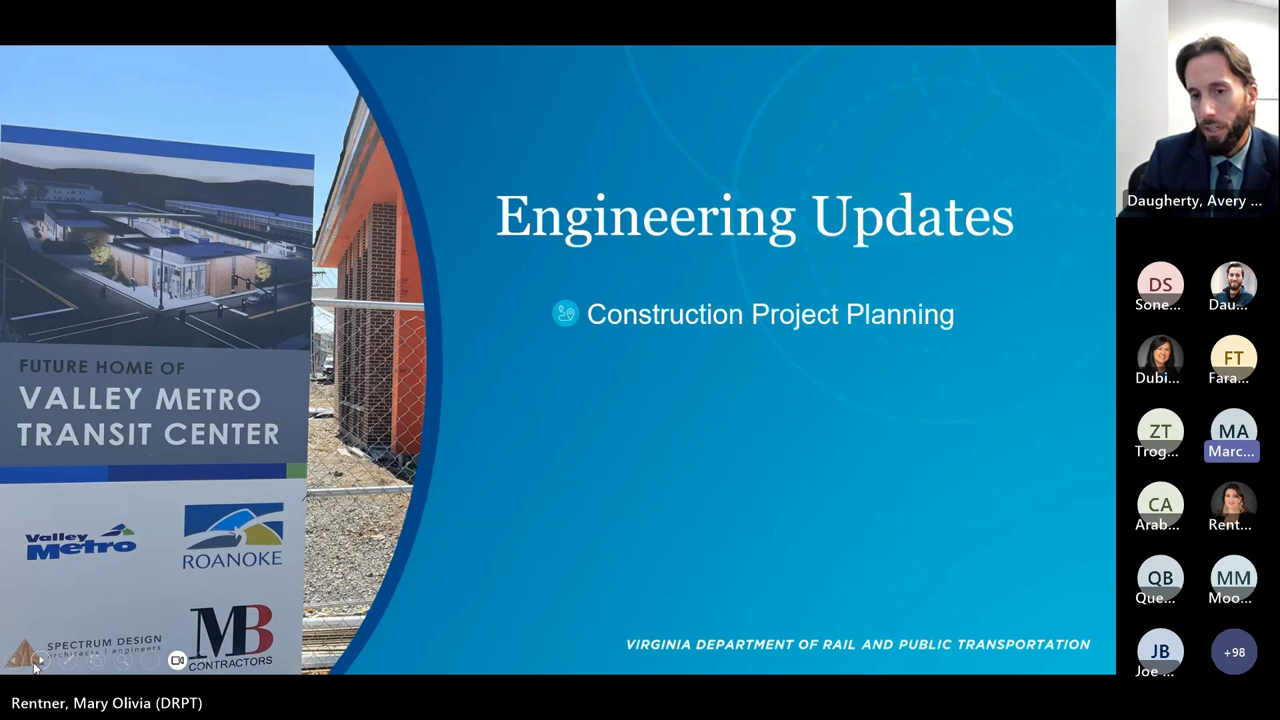 FUTURE HOME OF
VALLEY METRO
TRANSIT CENTER
Valley
Metro
ROANOKE
SPECTRUM DESIGN
architects | engineers
MB
CONTRACTORS
Engineering Updates
Construction Project Planning
VIRGINIA DEPARTMENT OF RAIL AND PUBLIC TRANSPORTATION
Daugherty, Avery ...
DS
Sone...
Dau...
Dubi...
FT
Fara...
ZT
Trog...
MA
Marc...
CA
Arab...
Rent...
QB
Que...
MM
Moo...
JB
Joe ...
+98
Rentner, Mary Olivia (DRPT)